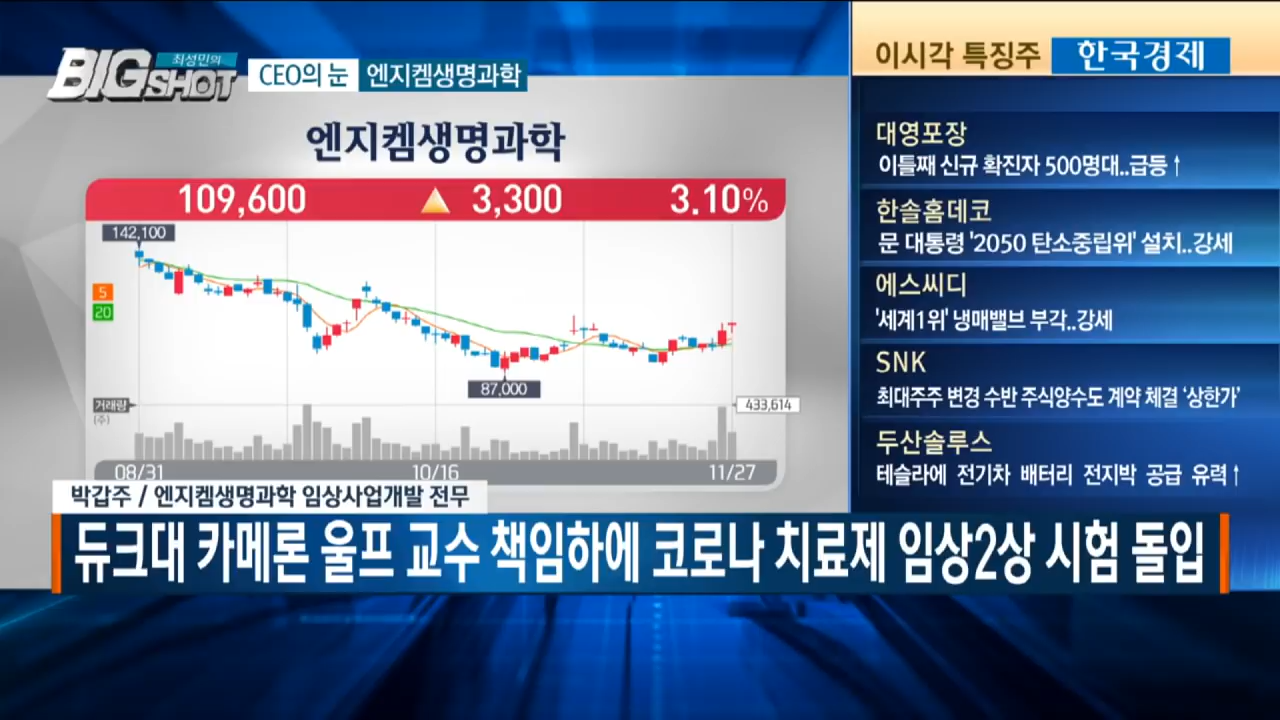 최성민의
BIGSHOT
CEO의 눈 엔지켐생명과학
엔지켐생명과학
109,600 ▲ 3,300 3.10%
142,100
5
20
87,000
거래량
(주)
433,614
08/31 10/16 11/27
박갑주 / 엔지켐생명과학 임상사업개발 전무
듀크대 카메론 울프 교수 책임하에 코로나 치료제 임상2상 시험 돌입
이시각 특징주 한국경제
대영포장
이틀째 신규 확진자 500명대..급등↑
한솔홈데코
문 대통령 '2050 탄소중립위' 설치..강세
에스씨디
'세계1위' 냉매밸브 부각..강세
SNK
최대주주 변경 수반 주식양수도 계약 체결 ‘상한가’
두산솔루스
테슬라에 전기차 배터리 전지박 공급 유력↑